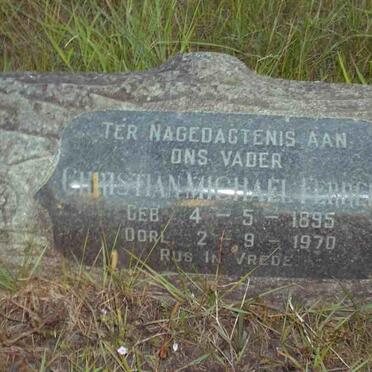 TER NAGEDAGTENIS AAN
ONS VADER
CHRISTIAN MICHAEL
GEB. 4 - 5 - 1895
OORL. 2 - 9 - 1970
RUS IN VREDE